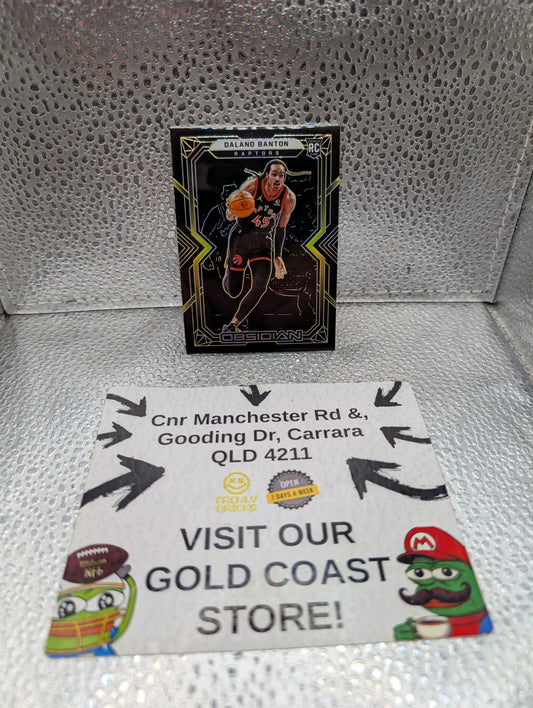 DALANO BANTON
RAPTORS
RC
45
OBSIDIAN
Cnr Manchester Rd &,
Gooding Dr, Carrara
QLD 4211
FRENLY
OPEN
7 DAYS A WEEK
VISIT OUR
GOLD COAST
STORE!
Wilson
NFL
M